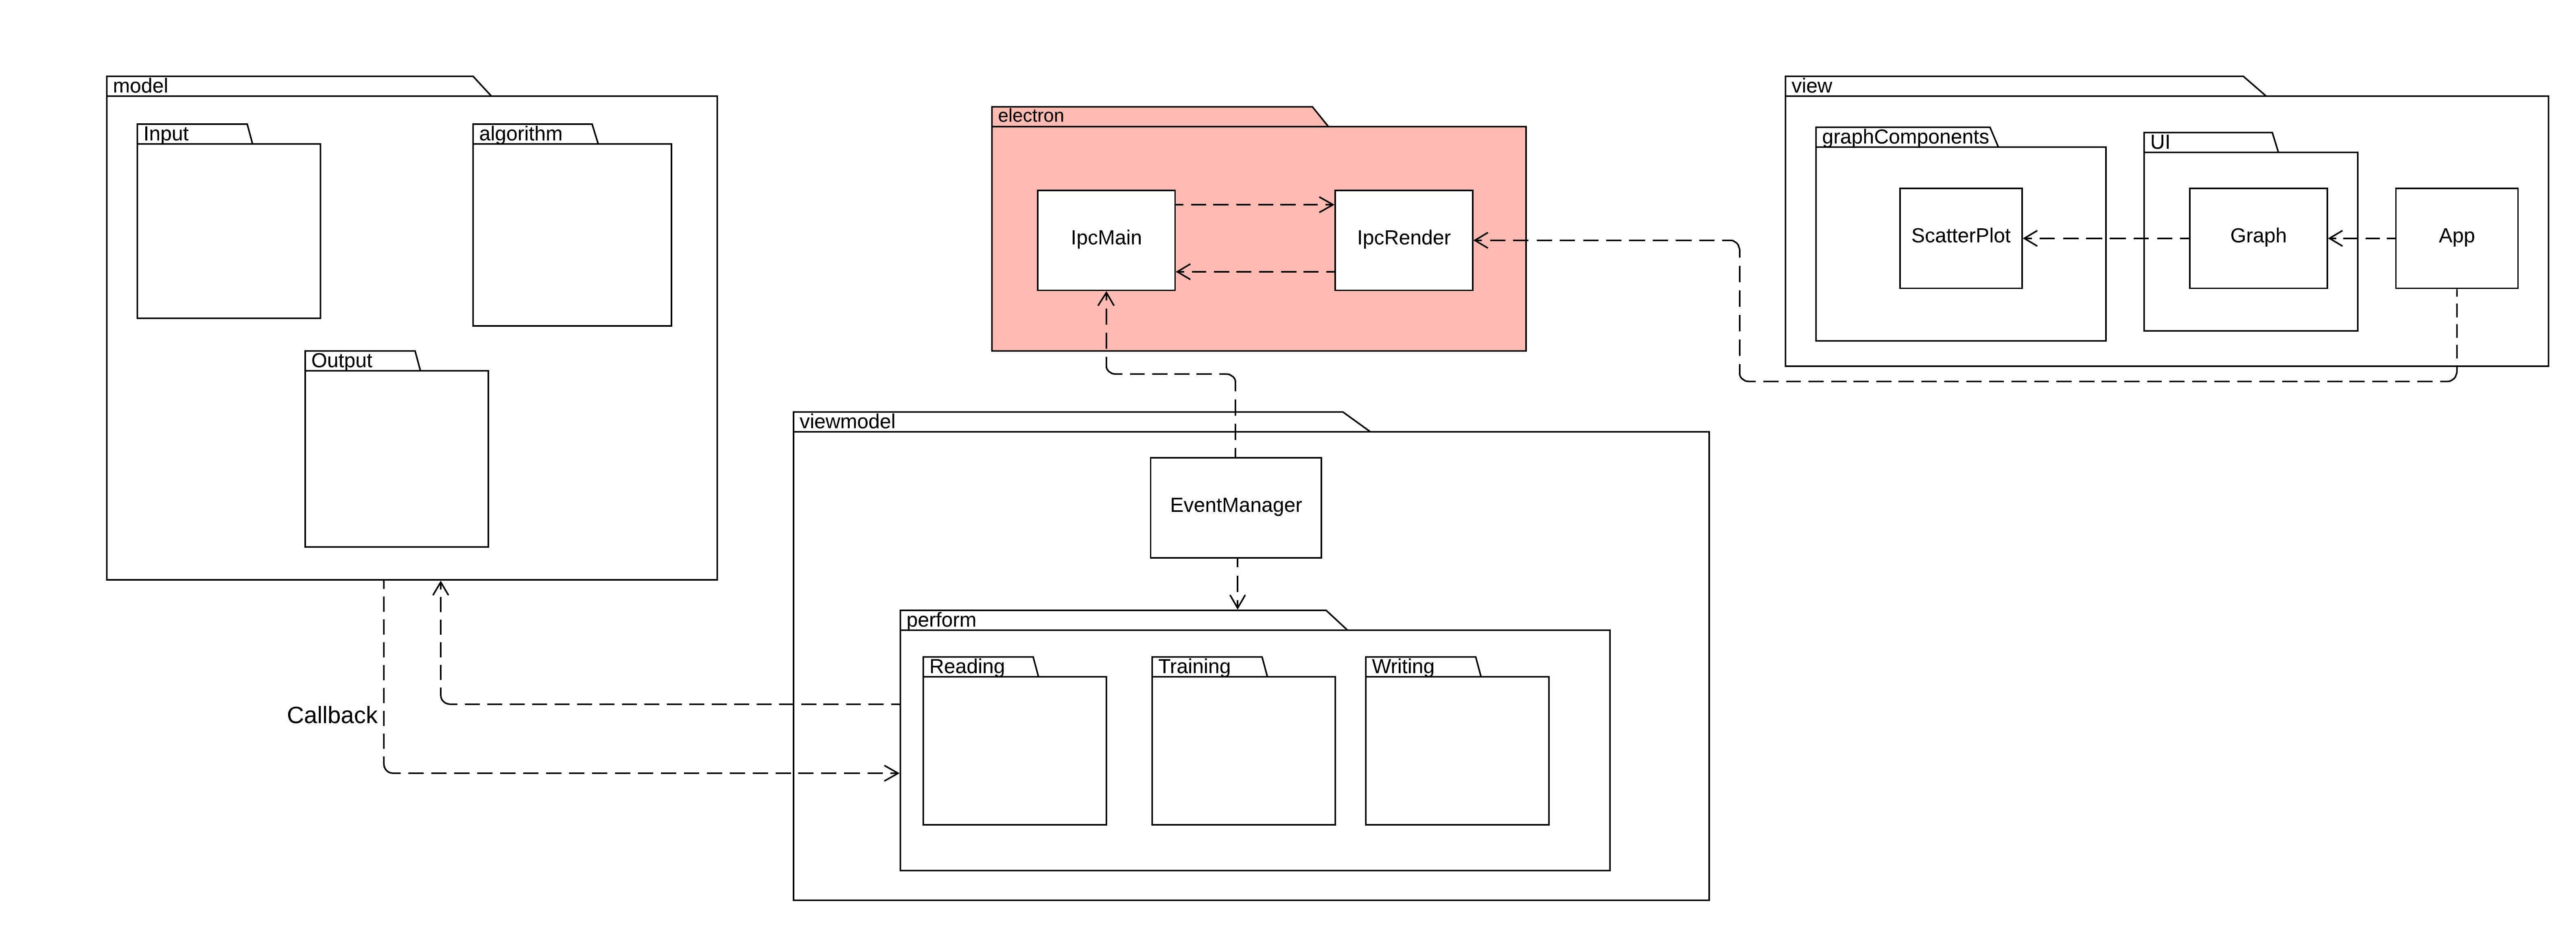 model
Input
algorithm
Output
Callback
electron
IpcMain
IpcRender
viewmodel
EventManager
perform
Reading
Training
Writing
view
graphComponents
ScatterPlot
UI
Graph
App